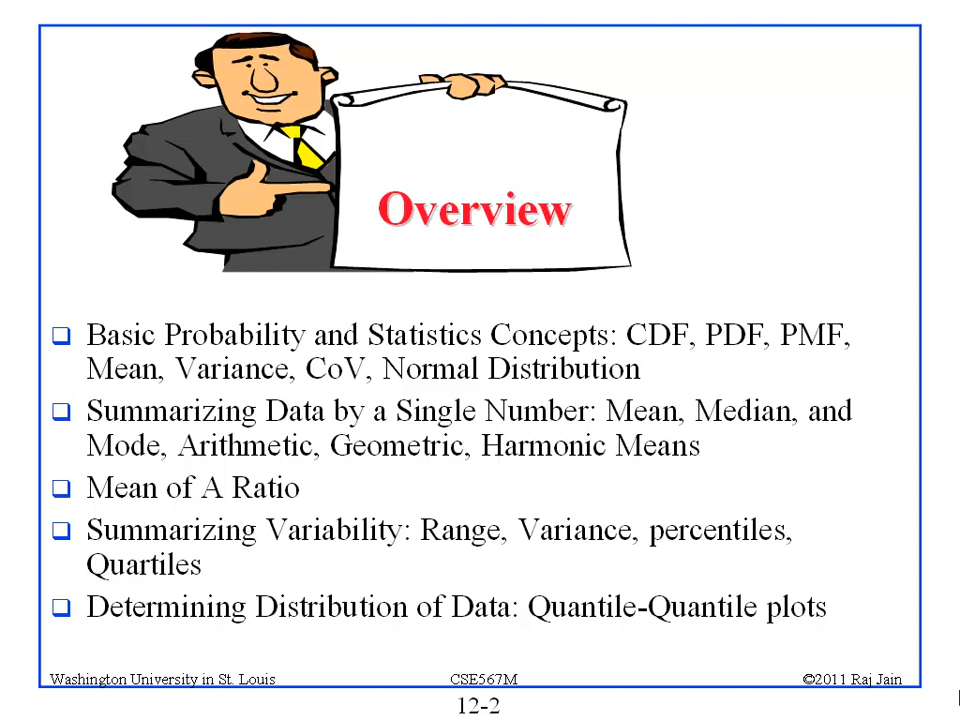 Overview
Basic Probability and Statistics Concepts: CDF, PDF, PMF,
Mean, Variance, CoV, Normal Distribution
Summarizing Data by a Single Number: Mean, Median, and
Mode, Arithmetic, Geometric, Harmonic Means
Mean of A Ratio
Summarizing Variability: Range, Variance, percentiles,
Quartiles
Determining Distribution of Data: Quantile-Quantile plots
Washington University in St. Louis CSE567M ©2011 Raj Jain
12-2